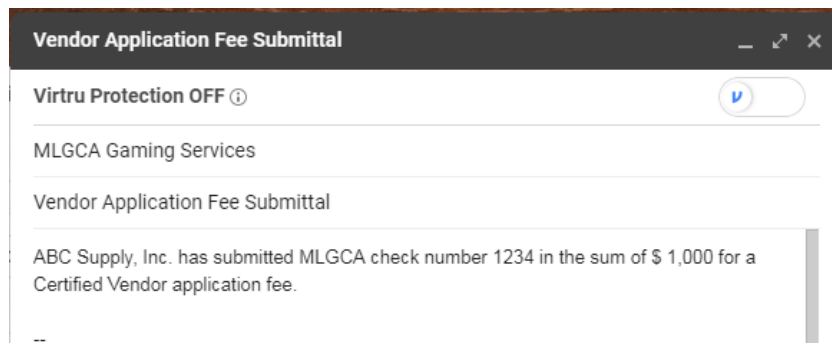 Vendor Application Fee Submittal
Virtru Protection OFF
MLGCA Gaming Services
Vendor Application Fee Submittal
ABC Supply, Inc. has submitted MLGCA check number 1234 in the sum of $ 1,000 for a
Certified Vendor application fee.
--